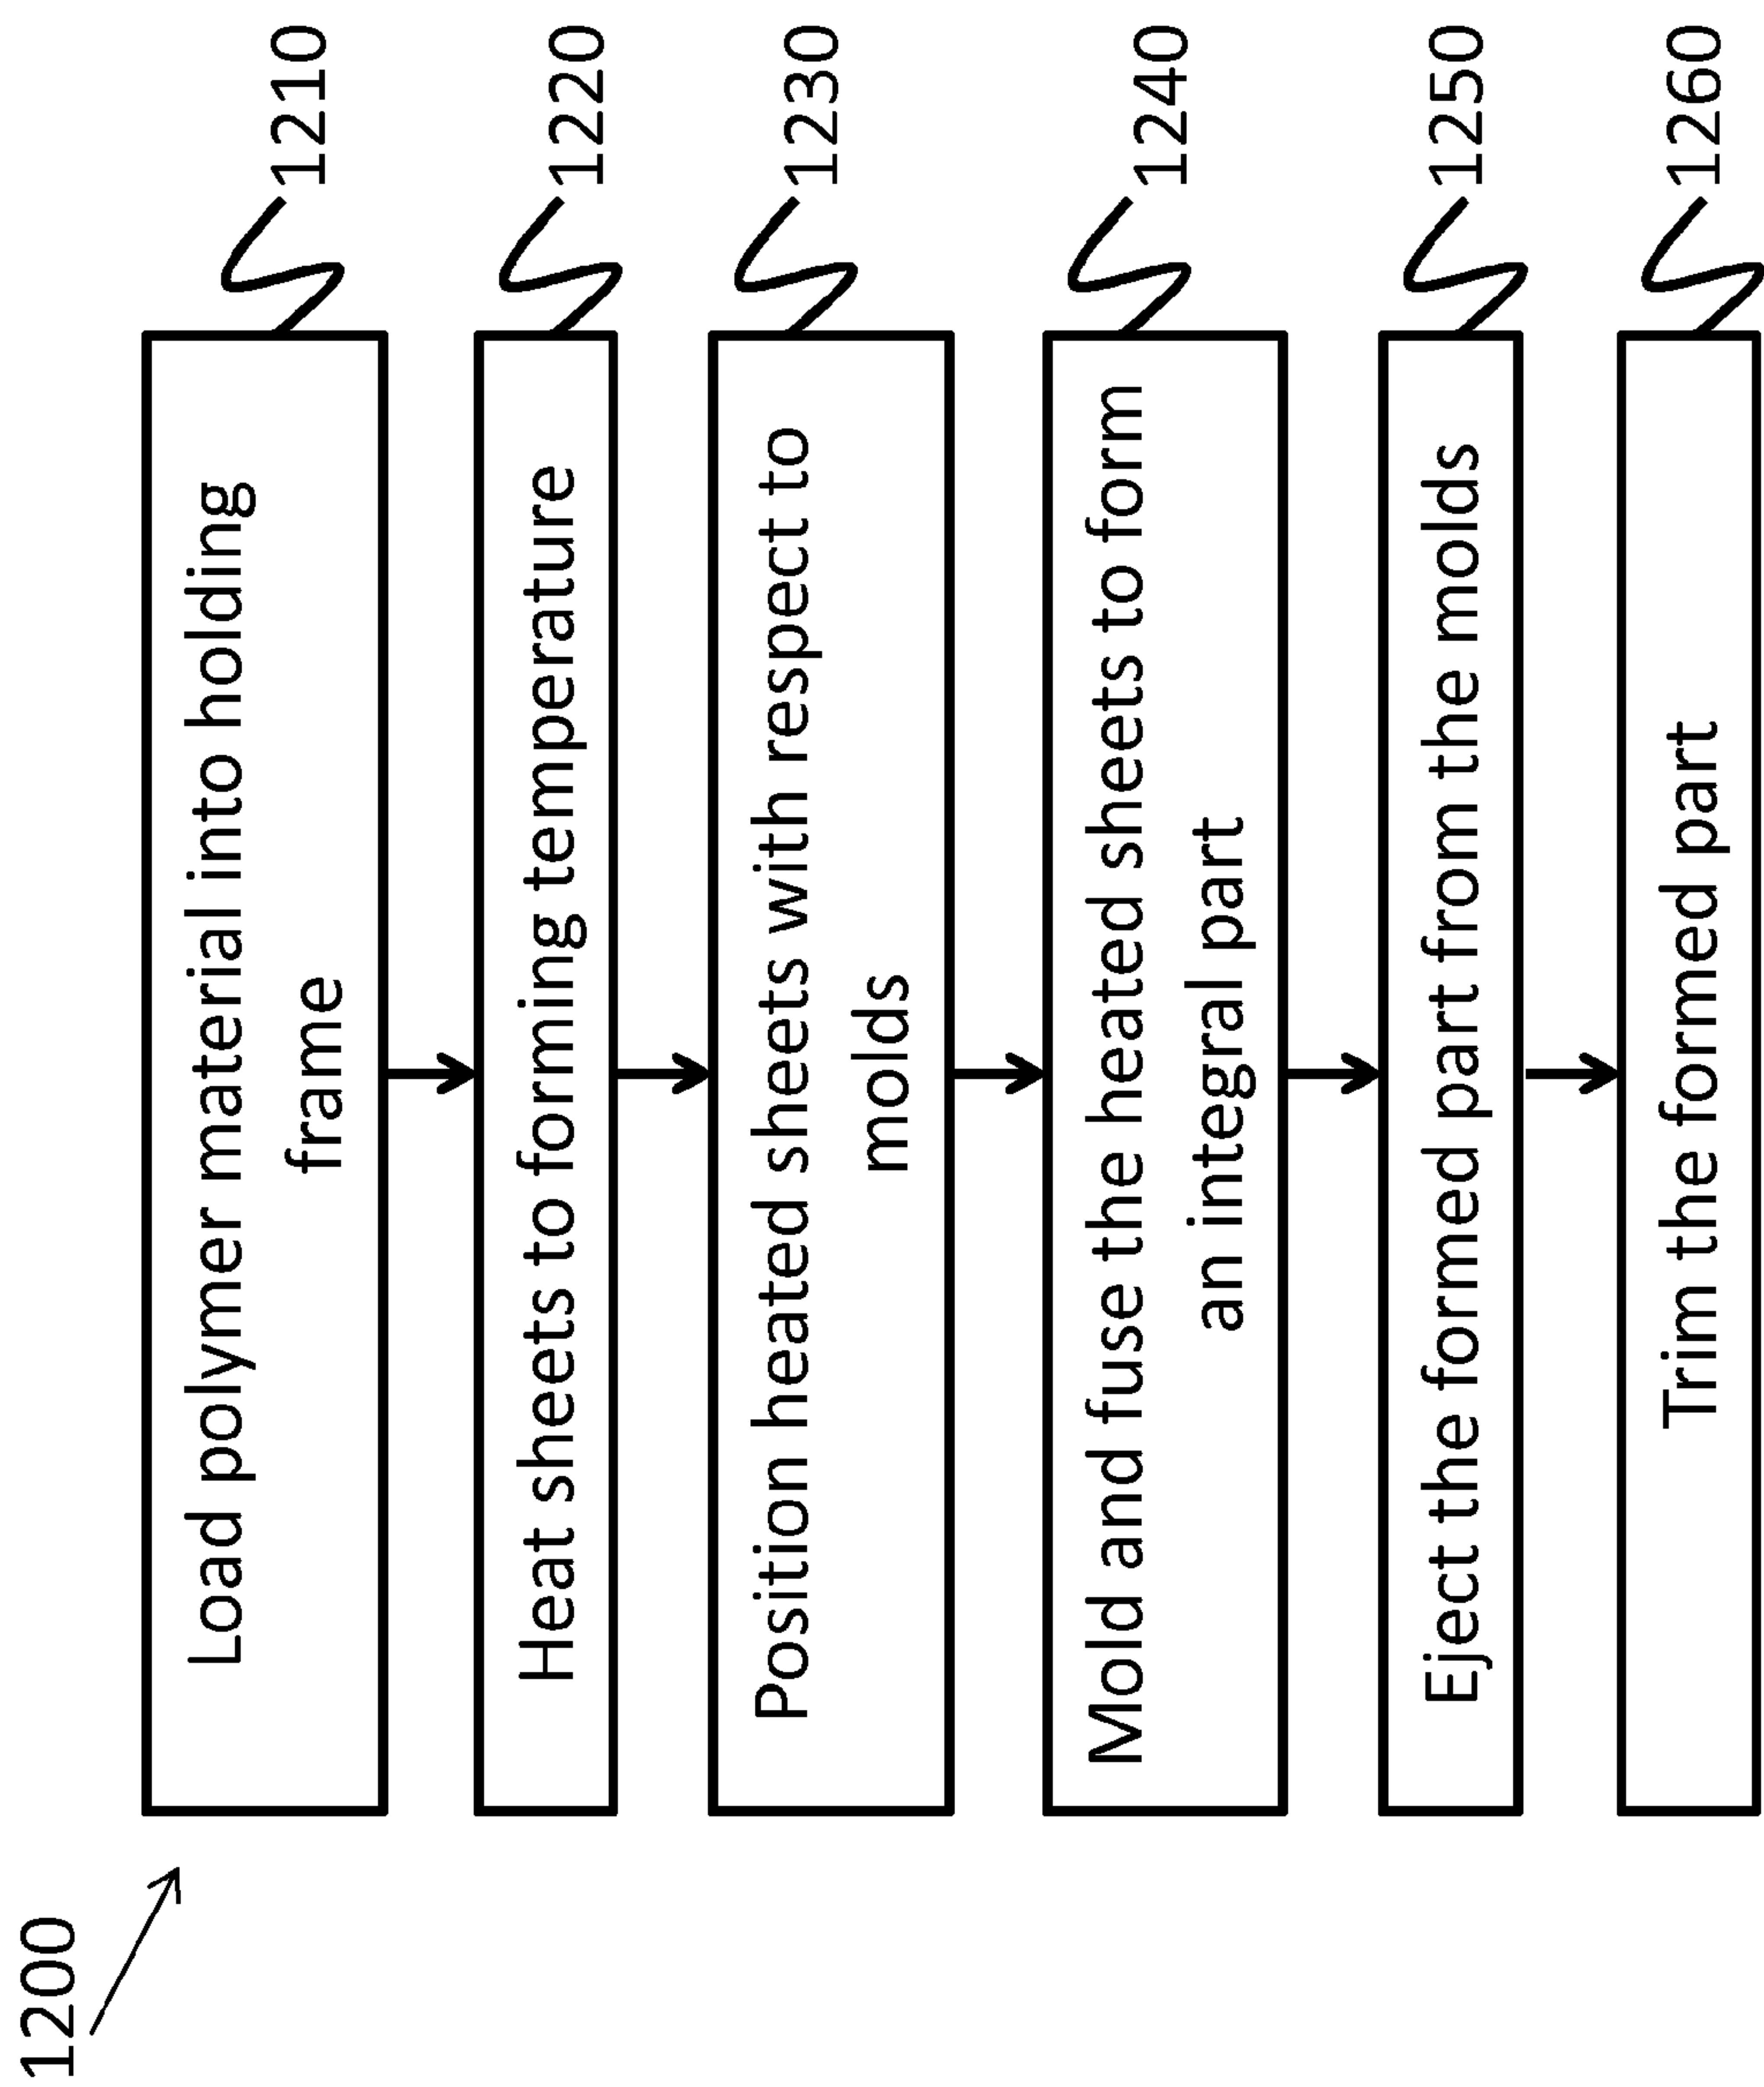 1200
Load polymer material into holding
frame
1210
Heat sheets to forming temperature
1220
Position heated sheets with respect to
molds
1230
Mold and fuse the heated sheets to form
an integral part
1240
Eject the formed part from the molds
1250
Trim the formed part
1260